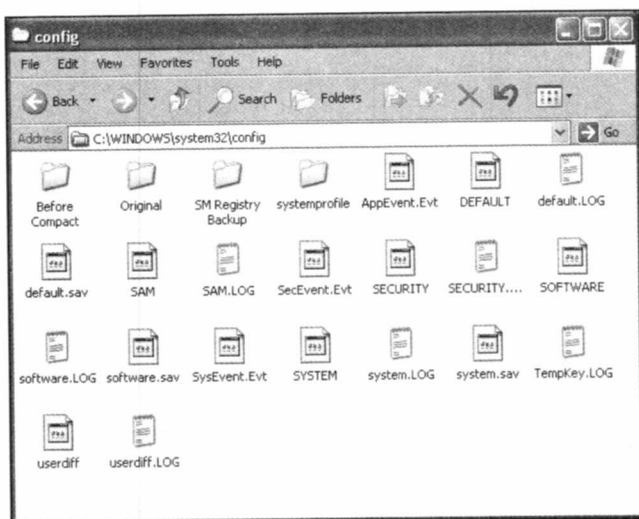 config
File Edit View Favorites Tools Help
Back Search Folders
Address C:\WINDOWS\system32\config Go
Before Compact Original SM Registry Backup systemprofile AppEvent.Evt DEFAULT default.LOG
default.sav SAM SAM.LOG SecEvent.Evt SECURITY SECURITY.... SOFTWARE
software.LOG software.sav SysEvent.Evt SYSTEM system.LOG system.sav TempKey.LOG
userdiff userdiff.LOG